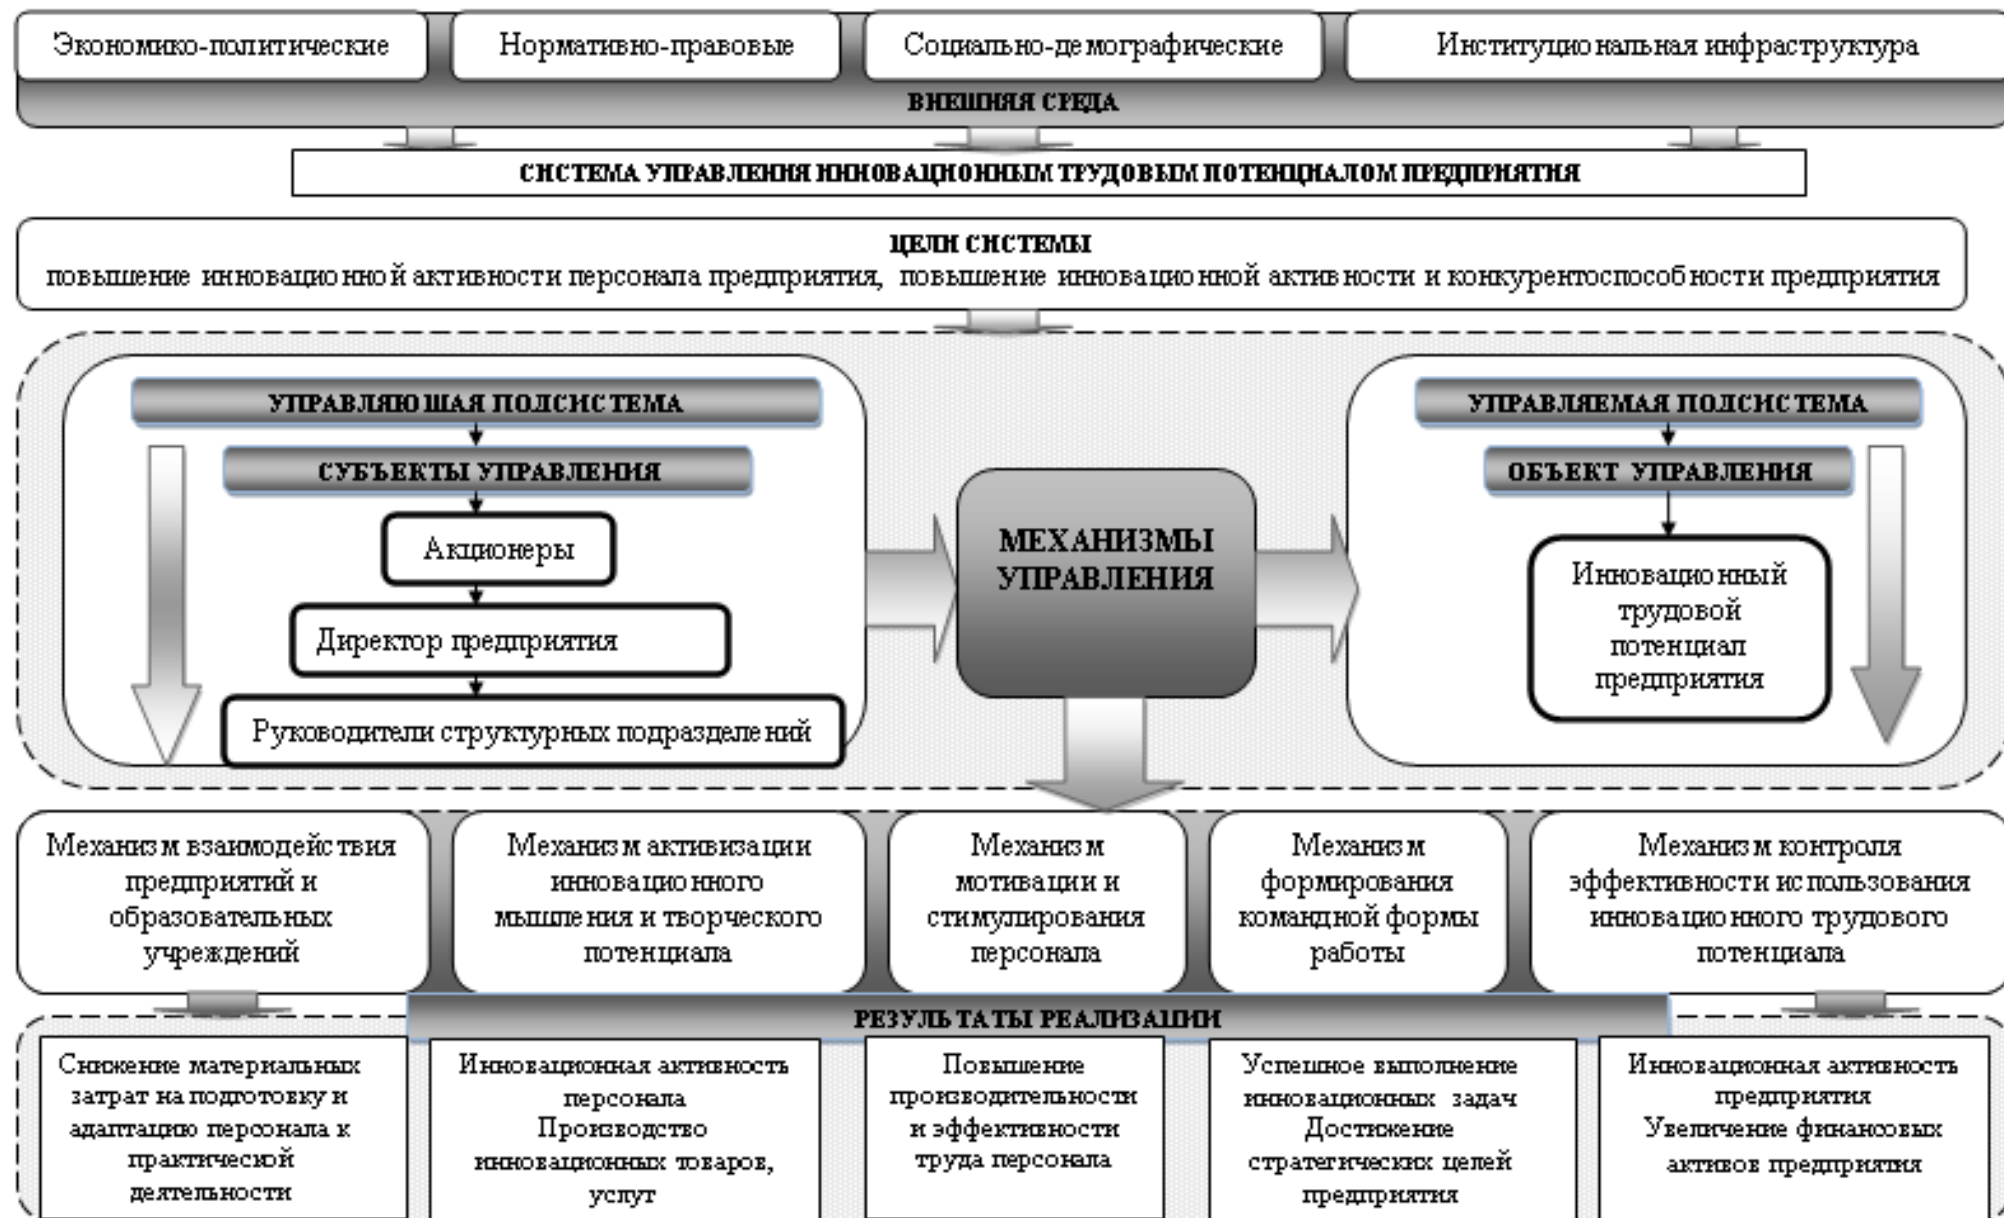 Экономико-политические
Нормативно-правовые
Социально-демографические
Институциональная инфраструктура
ВНЕШНЯЯ СРЕДА
СИСТЕМА УПРАВЛЕНИЯ ИННОВАЦИОННЫМ ТРУДОВЫМ ПОТЕНЦИАЛОМ ПРЕДПРИЯТИЯ
ЦЕЛИ СИСТЕМЫ
повышение инновационной активности персонала предприятия, повышение инновационной активности и конкурентоспособности предприятия
УПРАВЛЯЮЩАЯ ПОДСИСТЕМА
СУБЪЕКТЫ УПРАВЛЕНИЯ
Акционеры
Директор предприятия
Руководители структурных подразделений
МЕХАНИЗМЫ
УПРАВЛЕНИЯ
УПРАВЛЯЕМАЯ ПОДСИСТЕМА
ОБЪЕКТ УПРАВЛЕНИЯ
Инновационный
трудовой
потенциал
предприятия
Механизм взаимодействия
предприятий и
образовательных
учреждений
Механизм активизации
инновационного
мышления и творческого
потенциала
Механизм
мотивации и
стимулирования
персонала
Механизм
формирования
командной формы
работы
Механизм контроля
эффективности использования
инновационного трудового
потенциала
РЕЗУЛЬТАТЫ РЕАЛИЗАЦИИ
Снижение материальных
затрат на подготовку и
адаптацию персонала к
практической
деятельности
Инновационная активность
персонала
Производство
инновационных товаров,
услуг
Повышение
производительности
и эффективности
труда персонала
Успешное выполнение
инновационных задач
Достижение
стратегических целей
предприятия
Инновационная активность
предприятия
Увеличение финансовых
активов предприятия